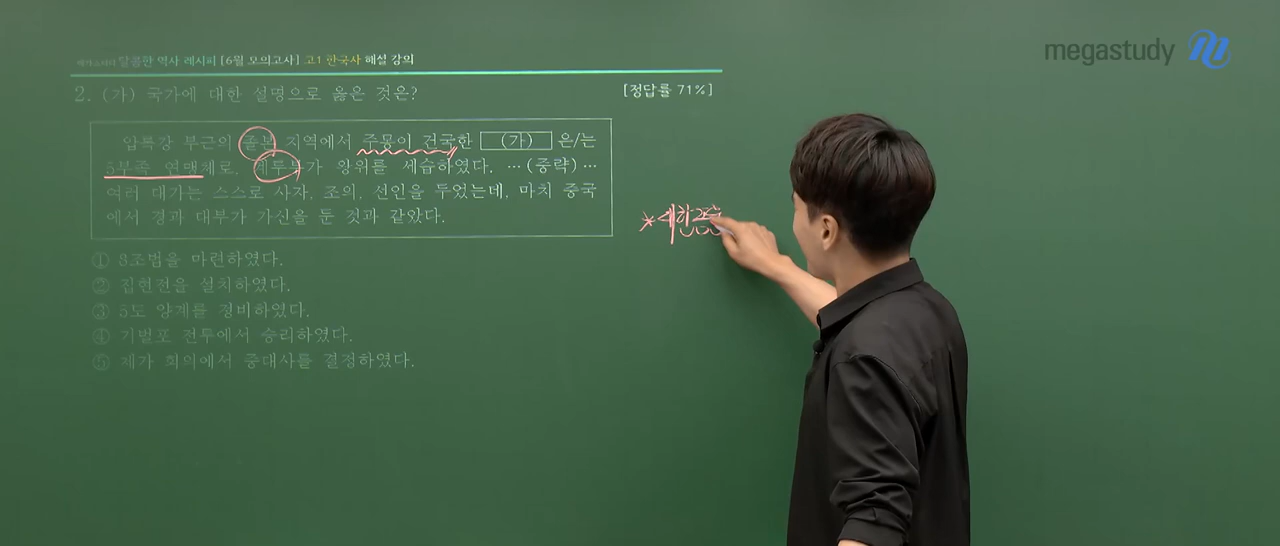 달콤한 역사 레시피 [6월 모의고사] 고1 한국사 해설 강의
megastudy
2. (가) 국가에 대한 설명으로 옳은 것은?
[정답률 71%]
압록강 부근의 졸본 지역에서 주몽이 건국한 (가) 은/는
5부족 연맹체로, 계루부가 왕위를 세습하였다. …(중략)…
여러 대가는 스스로 사자, 조의, 선인을 두었는데, 마치 중국
에서 경과 대부가 가신을 둔 것과 같았다.
① 8조법을 마련하였다.
② 집현전을 설치하였다.
③ 5도 양계를 정비하였다.
④ 기벌포 전투에서 승리하였다.
⑤ 제가 회의에서 중대사를 결정하였다.